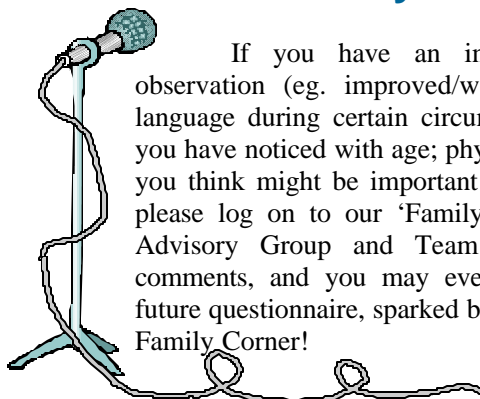 If you have an in
observation (eg. improved/w
language during certain circu
you have noticed with age; phy
you think might be important
please log on to our ‘Family
Advisory Group and Team
comments, and you may eve
future questionnaire, sparked b
Family Corner!